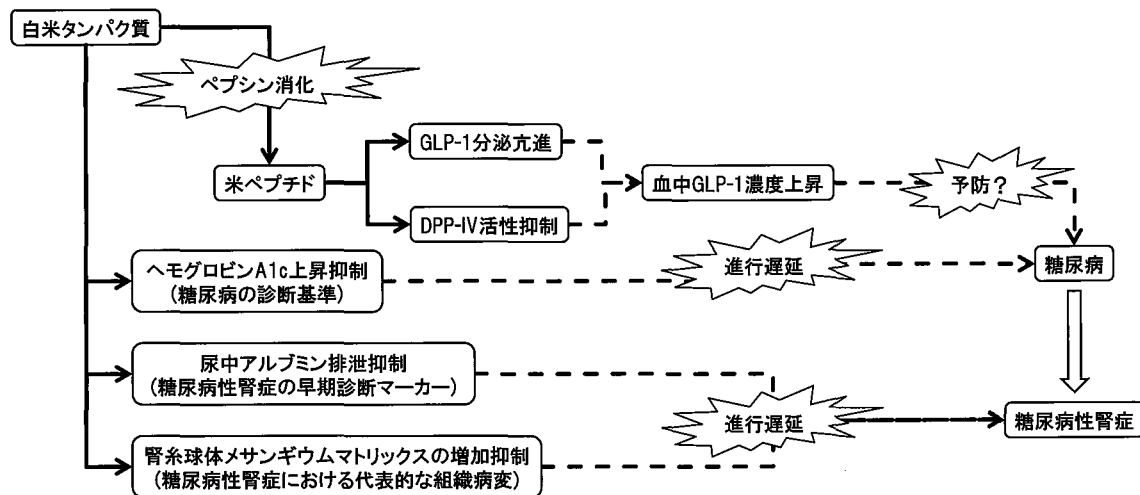 白米タンパク質
ペプシン消化
米ペプチド
GLP-1分泌亢進
DPP-IV活性抑制
血中GLP-1濃度上昇
予防？
糖尿病
ヘモグロビンA1c上昇抑制
(糖尿病の診断基準)
進行遅延
尿中アルブミン排泄抑制
(糖尿病性腎症の早期診断マーカー)
進行遅延
糖尿病性腎症
腎糸球体メサンギウムマトリックスの増加抑制
(糖尿病性腎症における代表的な組織病変)